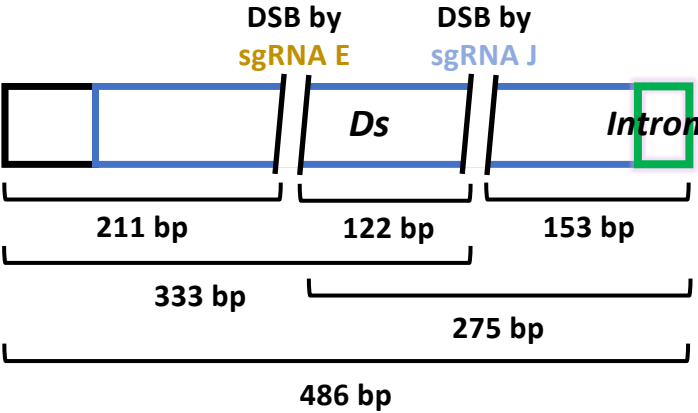 DSB by
sgRNA E
DSB by
sgRNA J
Ds
Intron
211 bp
122 bp
153 bp
333 bp
275 bp
486 bp